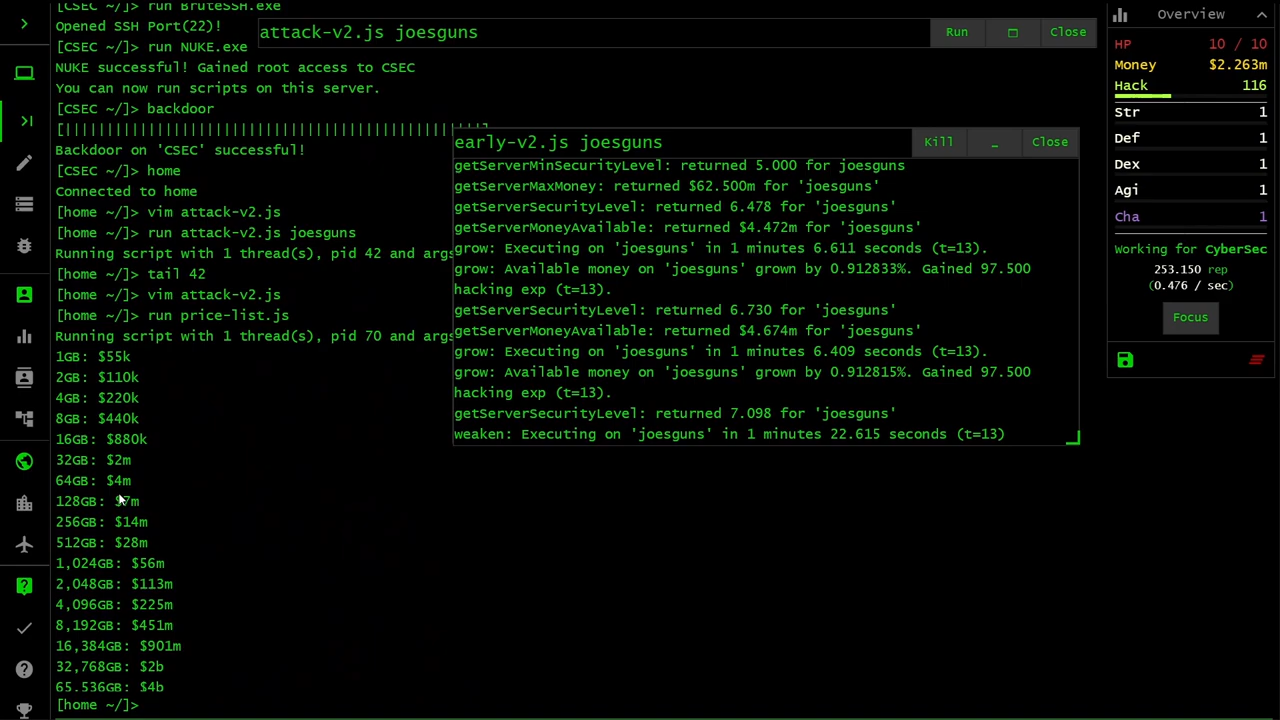 [CSEC ~/]> run BruteSSH.exe
Opened SSH Port(22)!
[CSEC ~/]> run NUKE.exe
NUKE successful! Gained root access to CSEC
You can now run scripts on this server.
[CSEC ~/]> backdoor
[||||||||||||||||||||||||||||||||||||||||||||||||||]
Backdoor on 'CSEC' successful!
[CSEC ~/]> home
Connected to home
[home ~/]> vim attack-v2.js
[home ~/]> run attack-v2.js joesguns
Running script with 1 thread(s), pid 42 and args
[home ~/]> tail 42
[home ~/]> vim attack-v2.js
[home ~/]> run price-list.js
Running script with 1 thread(s), pid 70 and args
1GB: $55k
2GB: $110k
4GB: $220k
8GB: $440k
16GB: $880k
32GB: $2m
64GB: $4m
128GB: $7m
256GB: $14m
512GB: $28m
1,024GB: $56m
2,048GB: $113m
4,096GB: $225m
8,192GB: $451m
16,384GB: $901m
32,768GB: $2b
65,536GB: $4b
[home ~/]>
attack-v2.js joesguns
Run
Close
early-v2.js joesguns
Kill
_
Close
getServerMinSecurityLevel: returned 5.000 for joesguns
getServerMaxMoney: returned $62.500m for 'joesguns'
getServerSecurityLevel: returned 6.478 for 'joesguns'
getServerMoneyAvailable: returned $4.472m for 'joesguns'
grow: Executing on 'joesguns' in 1 minutes 6.611 seconds (t=13).
grow: Available money on 'joesguns' grown by 0.912833%. Gained 97.500
hacking exp (t=13).
getServerSecurityLevel: returned 6.730 for 'joesguns'
getServerMoneyAvailable: returned $4.674m for 'joesguns'
grow: Executing on 'joesguns' in 1 minutes 6.409 seconds (t=13).
grow: Available money on 'joesguns' grown by 0.912815%. Gained 97.500
hacking exp (t=13).
getServerSecurityLevel: returned 7.098 for 'joesguns'
weaken: Executing on 'joesguns' in 1 minutes 22.615 seconds (t=13)
Overview
HP 10 / 10
Money $2.263m
Hack 116
Str 1
Def 1
Dex 1
Agi 1
Cha 1
Working for CyberSec
253.150 rep
(0.476 / sec)
Focus